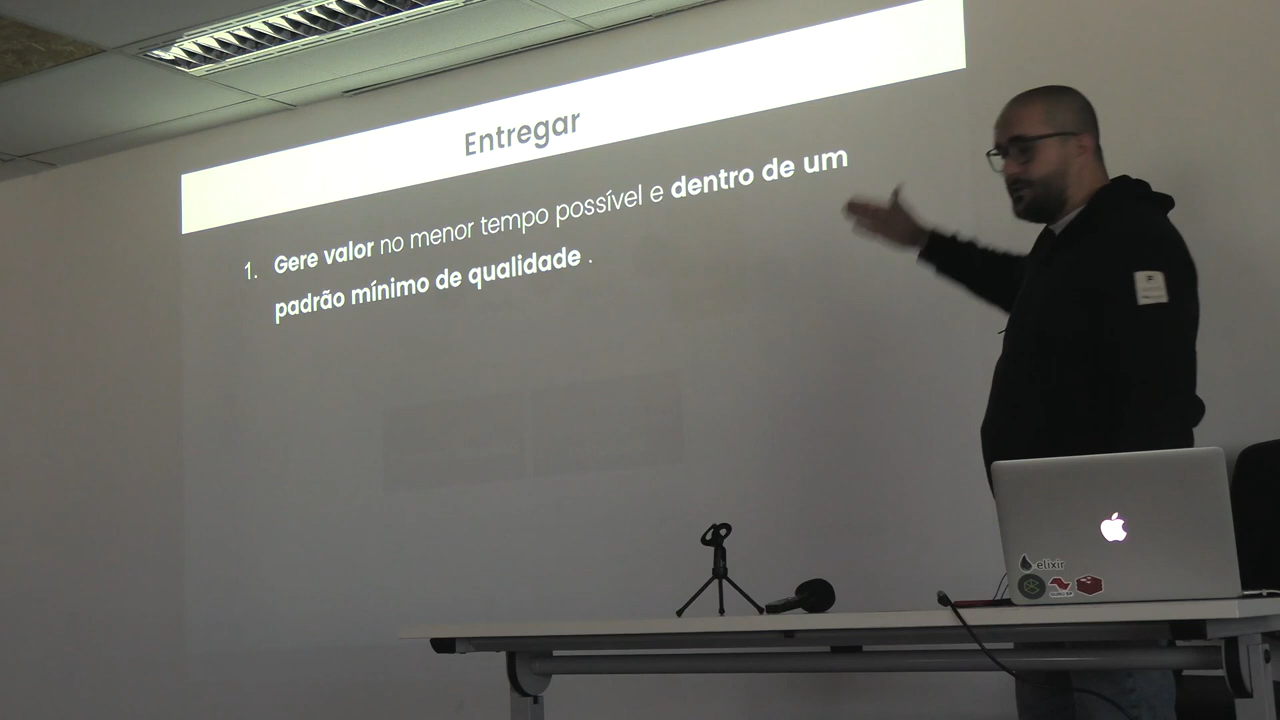 Entregar
1. Gere valor no menor tempo possível e dentro de um
padrão mínimo de qualidade .
elixir